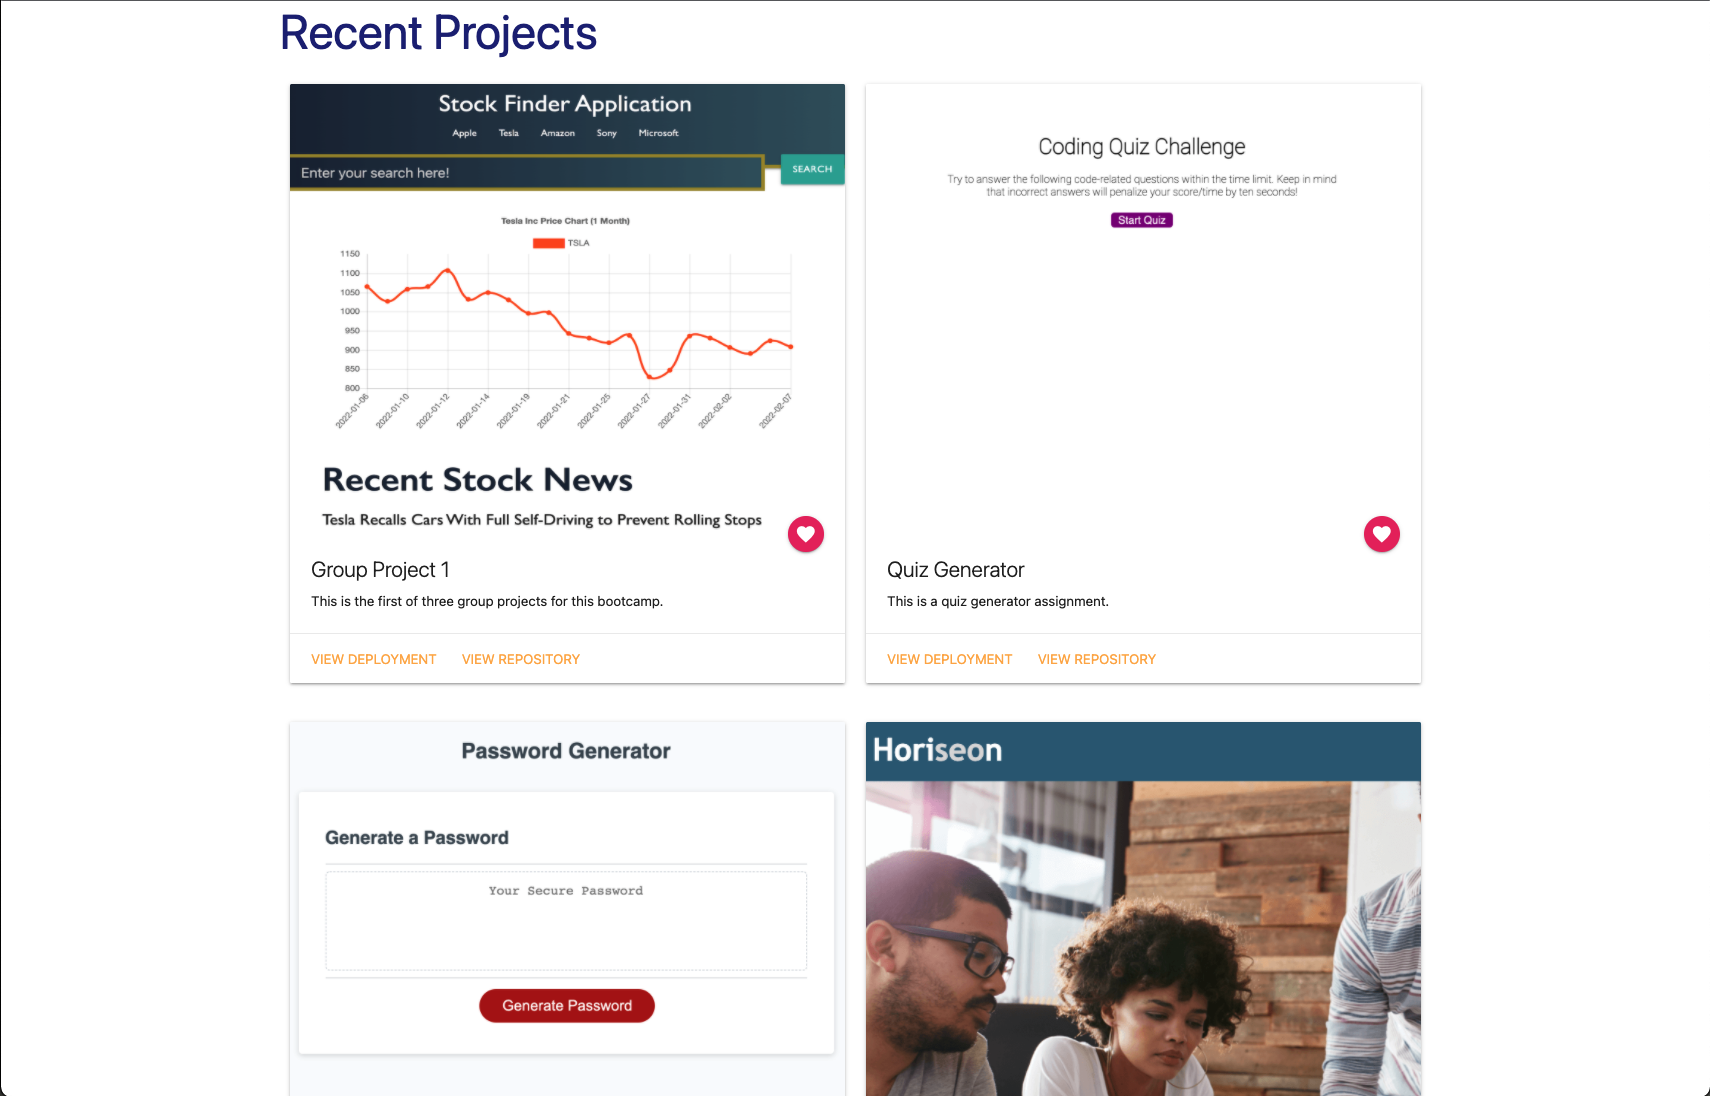 Recent Projects
Stock Finder Application
Apple Tesla Amazon Sony Microsoft
Enter your search here!
SEARCH
Tesla Inc Price Chart (1 Month)
TSLA
1150
1100
1050
1000
950
900
850
800
2022-01-06 2022-01-10 2022-01-12 2022-01-14 2022-01-19 2022-01-21 2022-01-25 2022-01-27 2022-01-31 2022-02-02 2022-02-07
Recent Stock News
Tesla Recalls Cars With Full Self-Driving to Prevent Rolling Stops
Group Project 1
This is the first of three group projects for this bootcamp.
VIEW DEPLOYMENT VIEW REPOSITORY
Coding Quiz Challenge
Try to answer the following code-related questions within the time limit. Keep in mind
that incorrect answers will penalize your score/time by ten seconds!
Start Quiz
Quiz Generator
This is a quiz generator assignment.
VIEW DEPLOYMENT VIEW REPOSITORY
Password Generator
Generate a Password
Your Secure Password
Generate Password
Horiseon